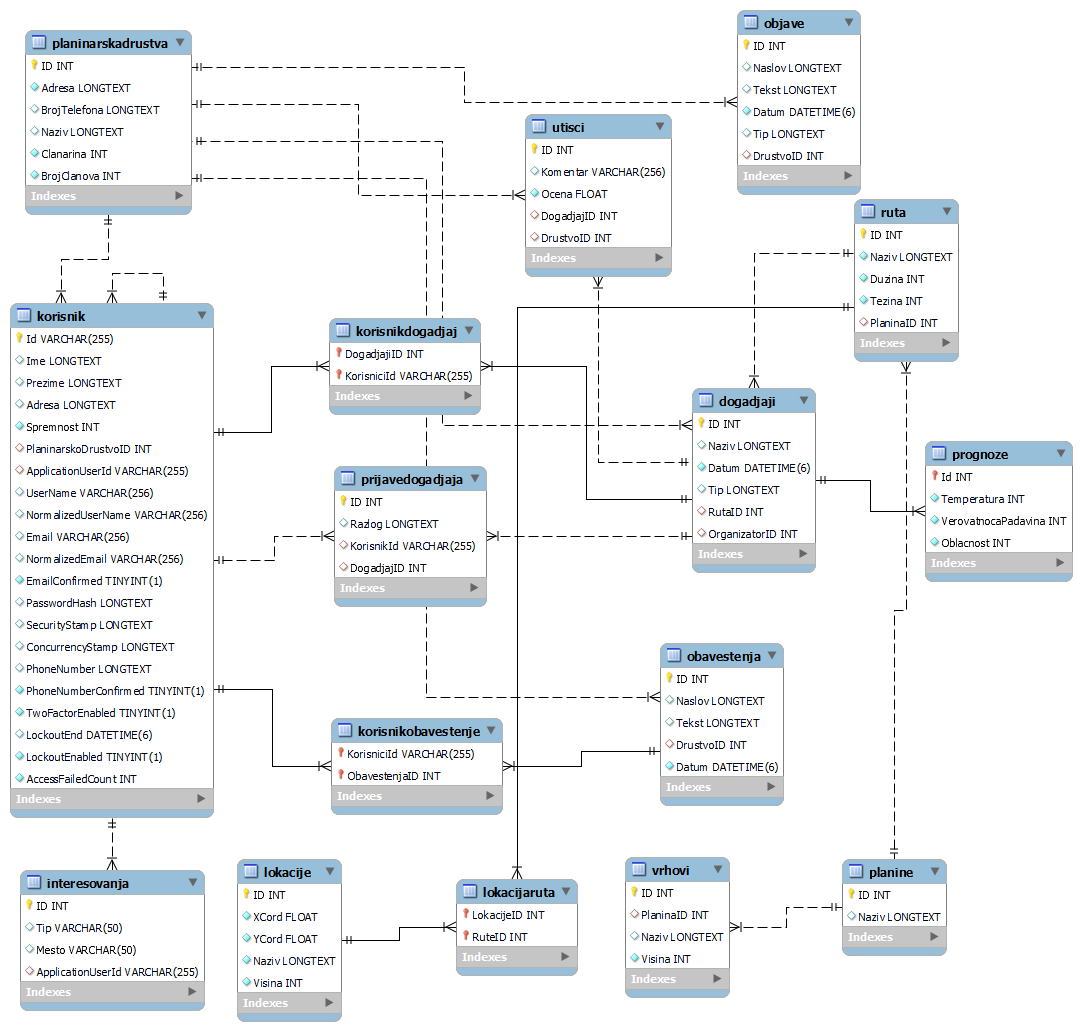 planinarskadrustva
ID INT
Adresa LONGTEXT
BrojTelefona LONGTEXT
Naziv LONGTEXT
Clanarina INT
BrojClanova INT
Indexes
objave
ID INT
Naslov LONGTEXT
Tekst LONGTEXT
Datum DATETIME(6)
Tip LONGTEXT
DrustvoID INT
Indexes
utisci
ID INT
Komentar VARCHAR(256)
Ocena FLOAT
DogadjajID INT
DrustvoID INT
Indexes
ruta
ID INT
Naziv LONGTEXT
Duzina INT
Tezina INT
PlaninaID INT
Indexes
korisnik
Id VARCHAR(255)
Ime LONGTEXT
Prezime LONGTEXT
Adresa LONGTEXT
Spremnost INT
PlaninarskoDrustvoID INT
ApplicationUserId VARCHAR(255)
UserName VARCHAR(256)
NormalizedUserName VARCHAR(256)
Email VARCHAR(256)
NormalizedEmail VARCHAR(256)
EmailConfirmed TINYINT(1)
PasswordHash LONGTEXT
SecurityStamp LONGTEXT
ConcurrencyStamp LONGTEXT
PhoneNumber LONGTEXT
PhoneNumberConfirmed TINYINT(1)
TwoFactorEnabled TINYINT(1)
LockoutEnd DATETIME(6)
LockoutEnabled TINYINT(1)
AccessFailedCount INT
Indexes
korisnikdogadjaj
DogadjajiID INT
KorisniciId VARCHAR(255)
Indexes
dogadjaji
ID INT
Naziv LONGTEXT
Datum DATETIME(6)
Tip LONGTEXT
RutaID INT
OrganizatorID INT
Indexes
prognoze
Id INT
Temperatura INT
VerovatnocaPadavina INT
Oblacnost INT
Indexes
prijavedogadjaja
ID INT
Razlog LONGTEXT
KorisnikId VARCHAR(255)
DogadjajID INT
Indexes
obavestenja
ID INT
Naslov LONGTEXT
Tekst LONGTEXT
DrustvoID INT
Datum DATETIME(6)
Indexes
korisnikobavestenje
KorisniciId VARCHAR(255)
ObavestenjaID INT
Indexes
interesovanja
ID INT
Tip VARCHAR(50)
Mesto VARCHAR(50)
ApplicationUserId VARCHAR(255)
Indexes
lokacije
ID INT
XCord FLOAT
YCord FLOAT
Naziv LONGTEXT
Visina INT
Indexes
lokacijaruta
LokacijeID INT
RuteID INT
Indexes
vrhovi
ID INT
PlaninaID INT
Naziv LONGTEXT
Visina INT
Indexes
planine
ID INT
Naziv LONGTEXT
Indexes